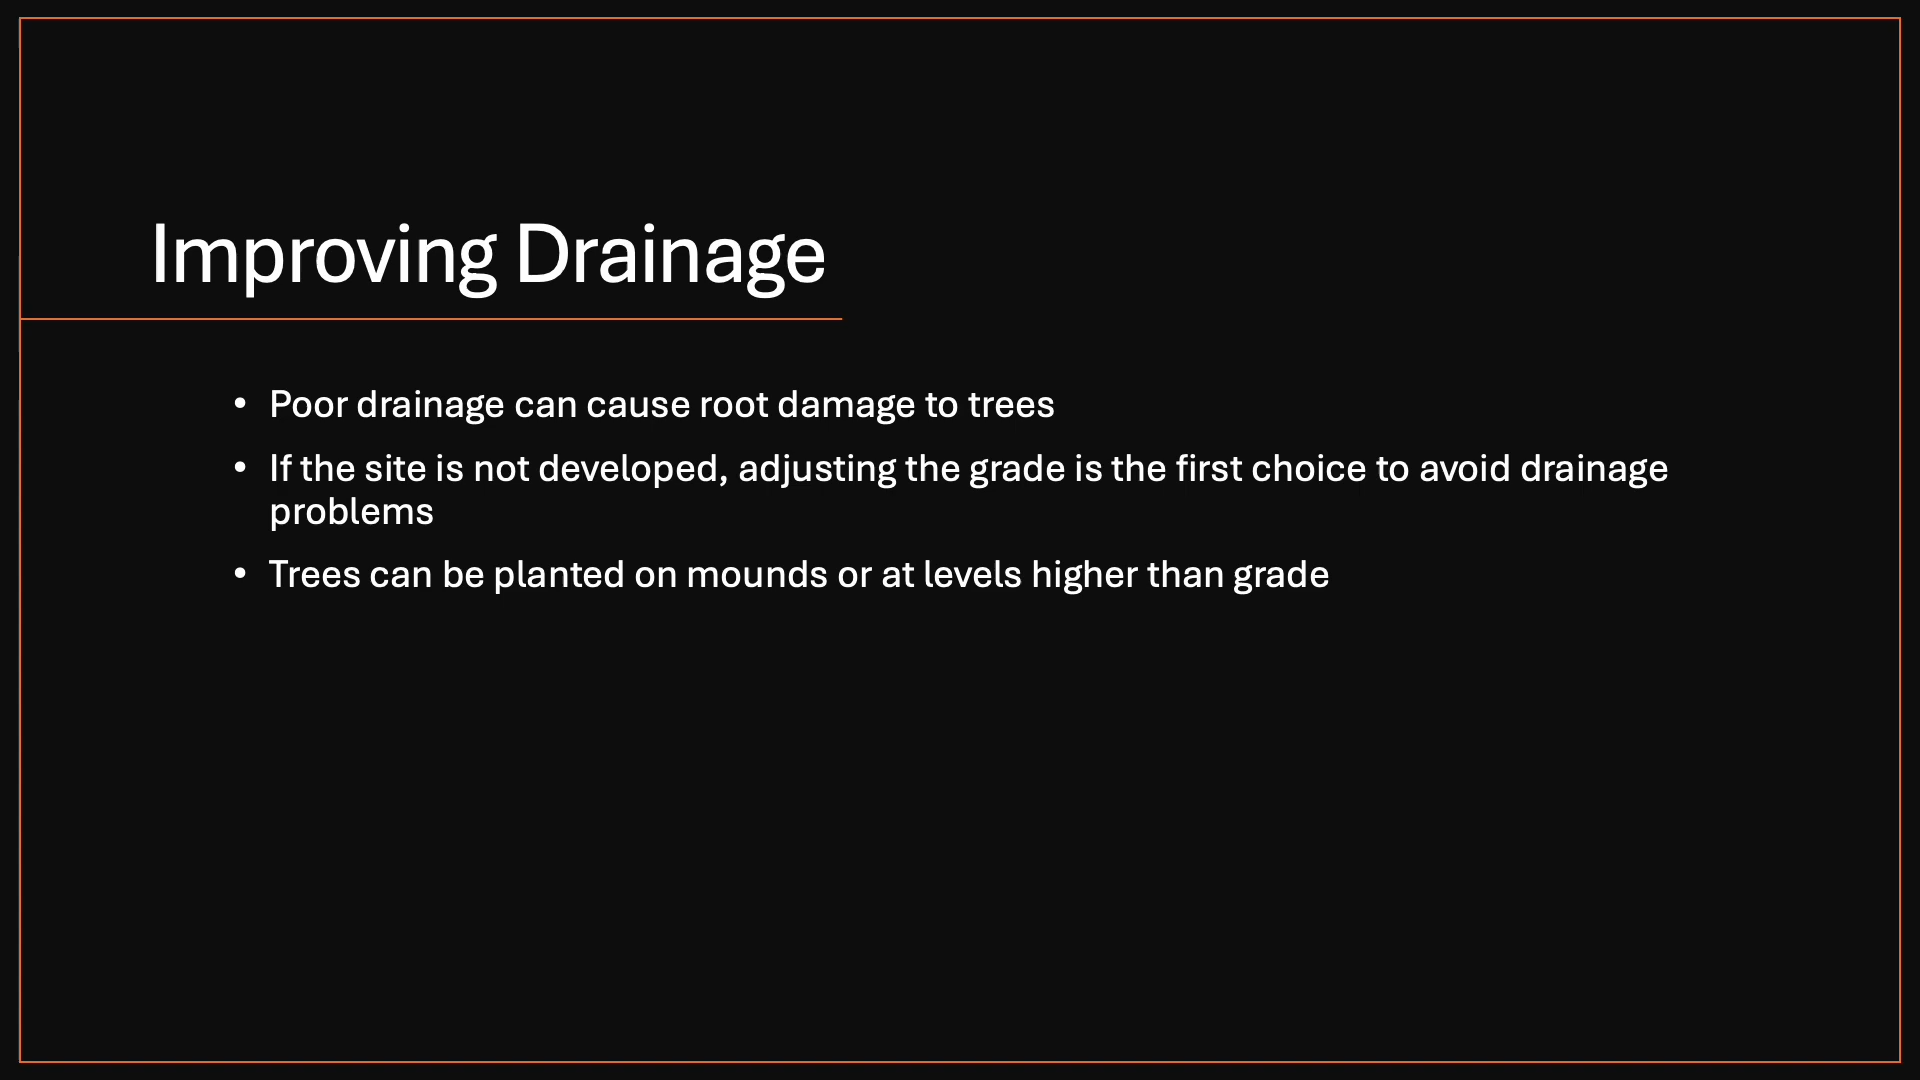 Improving Drainage
• Poor drainage can cause root damage to trees
• If the site is not developed, adjusting the grade is the first choice to avoid drainage
problems
• Trees can be planted on mounds or at levels higher than grade